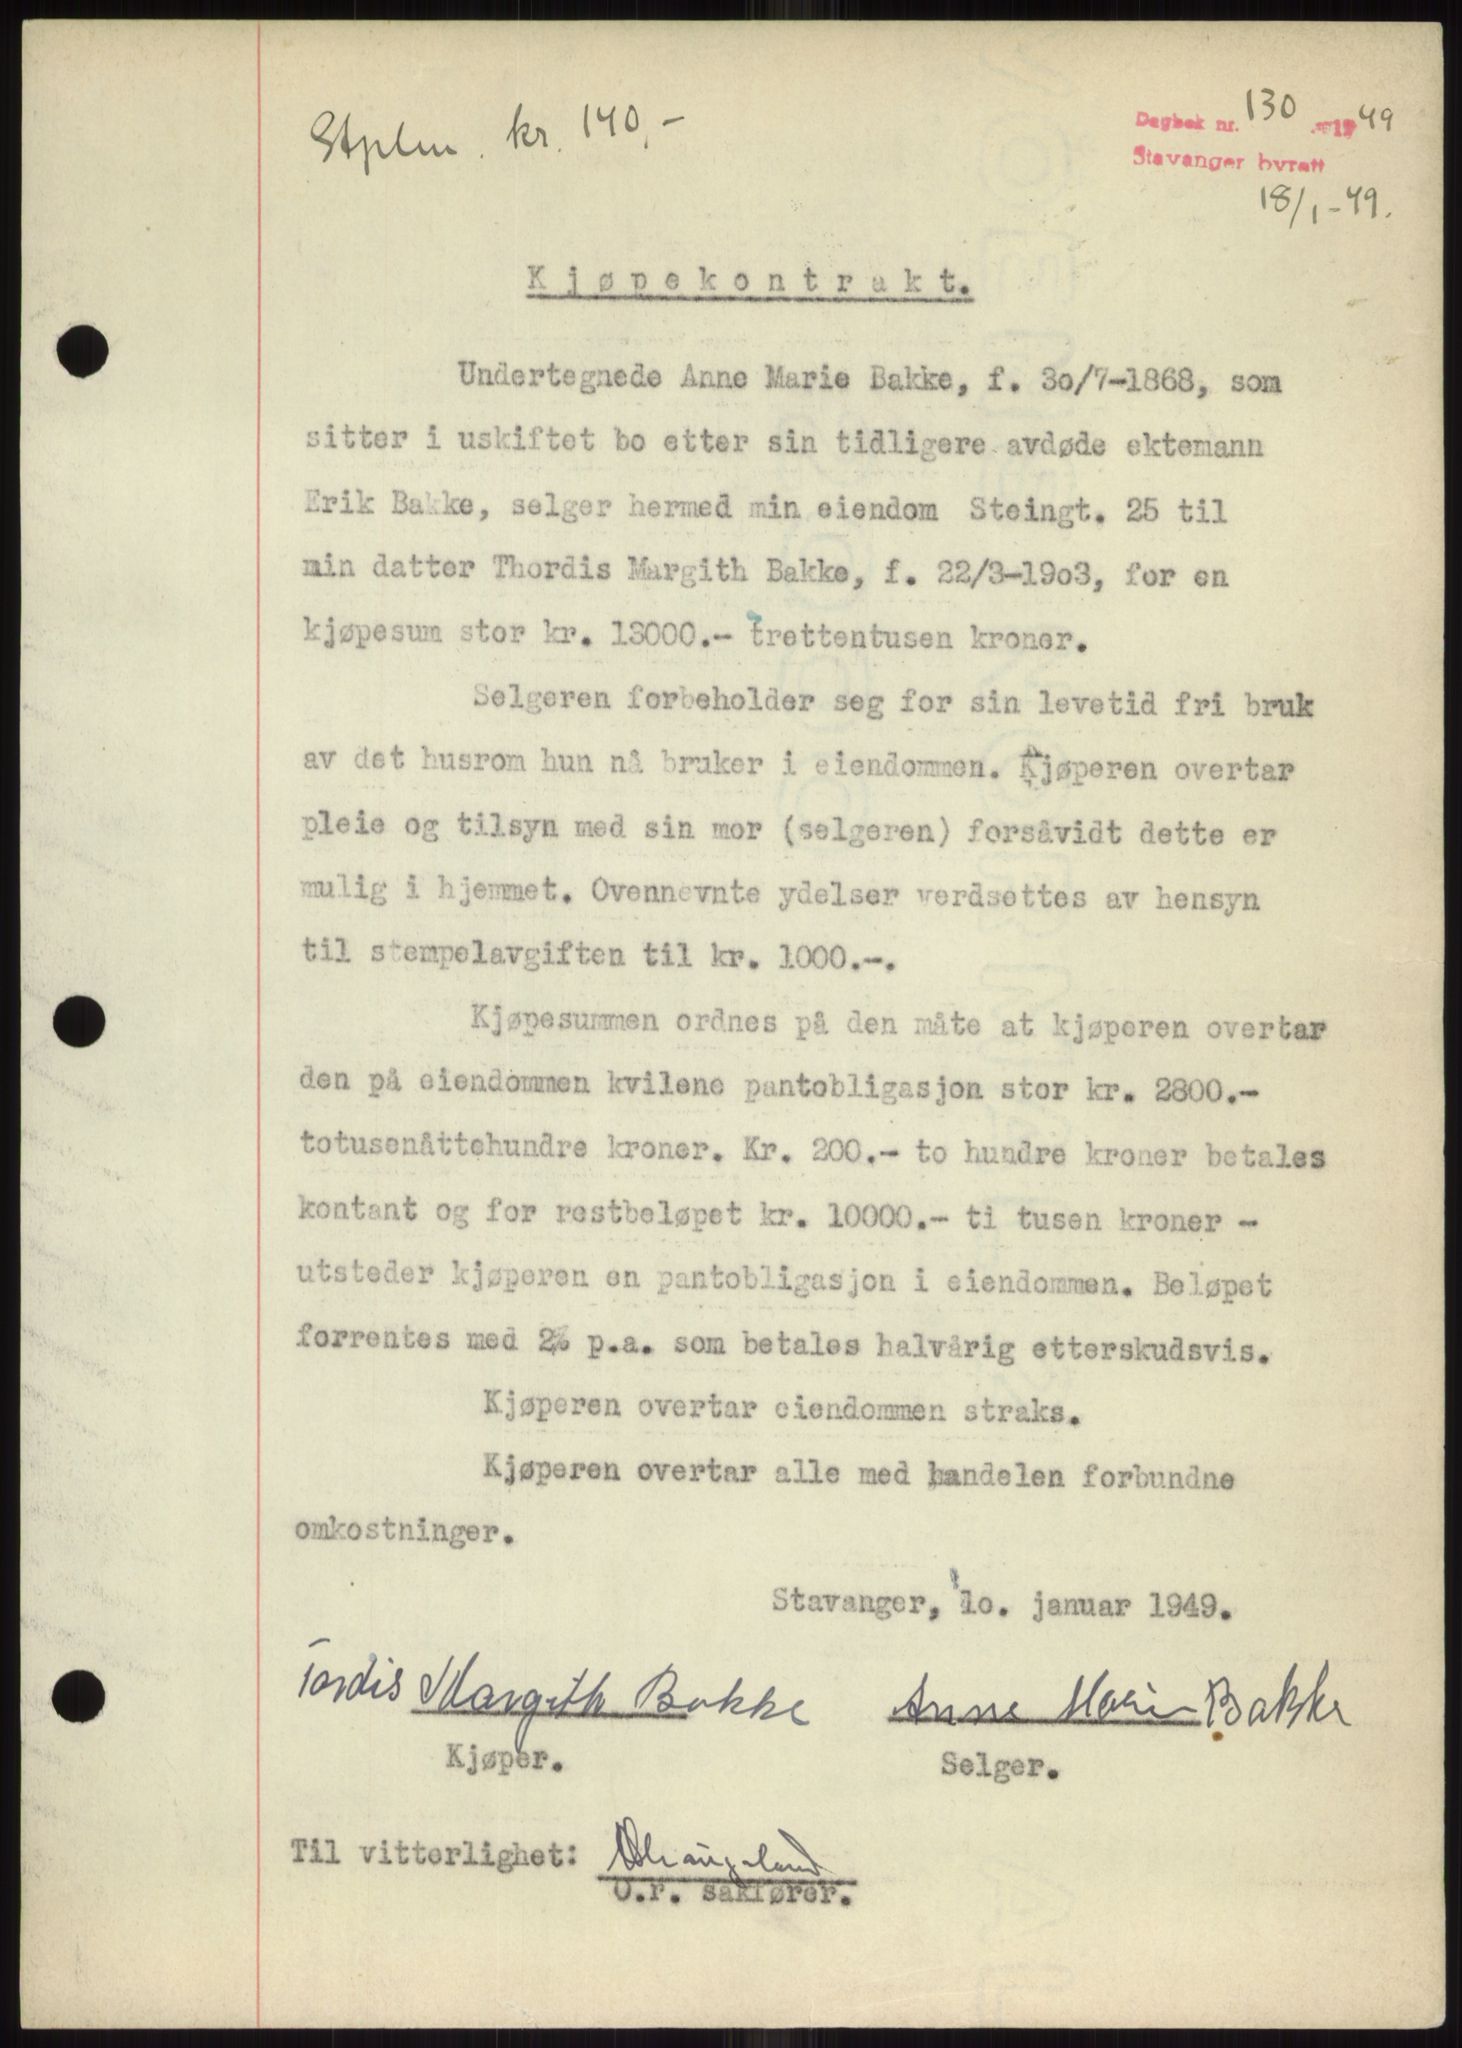 Stplm. kr. 140,-
Dagbok nr. 130 1949
Stavanger byrett
18/1-49.
Kjøpekontrakt.
Undertegnede Anne Marie Bakke, f. 3o/7-1868, som
sitter i uskiftet bo etter sin tidligere avdøde ektemann
Erik Bakke, selger hermed min eiendom Steingt. 25 til
min datter Thordis Margith Bakke, f. 22/3-19o3, for en
kjøpesum stor kr. 13000.- trettentusen kroner.
Selgeren forbeholder seg for sin levetid fri bruk
av det husrom hun nå bruker i eiendommen. Kjøperen overtar
pleie og tilsyn med sin mor (selgeren) forsåvidt dette er
mulig i hjemmet. Ovennevnte ydelser verdsettes av hensyn
til stempelavgiften til kr. 1000.-.
Kjøpesummen ordnes på den måte at kjøperen overtar
den på eiendommen kvilene pantobligasjon stor kr. 2800.-
totusenåttehundre kroner. Kr. 200.- to hundre kroner betales
kontant og for restbeløpet kr. 10000.- ti tusen kroner -
utsteder kjøperen en pantobligasjon i eiendommen. Beløpet
forrentes med 2% p.a. som betales halvårig etterskudsvis.
Kjøperen overtar eiendommen straks.
Kjøperen overtar alle med handelen forbundne
omkostninger.
Stavanger, 1o. januar 1949.
Tordis Margith Bakke Anne Marie Bakke
Kjøper. Selger.
Til vitterlighet:
O.r. sakfører.